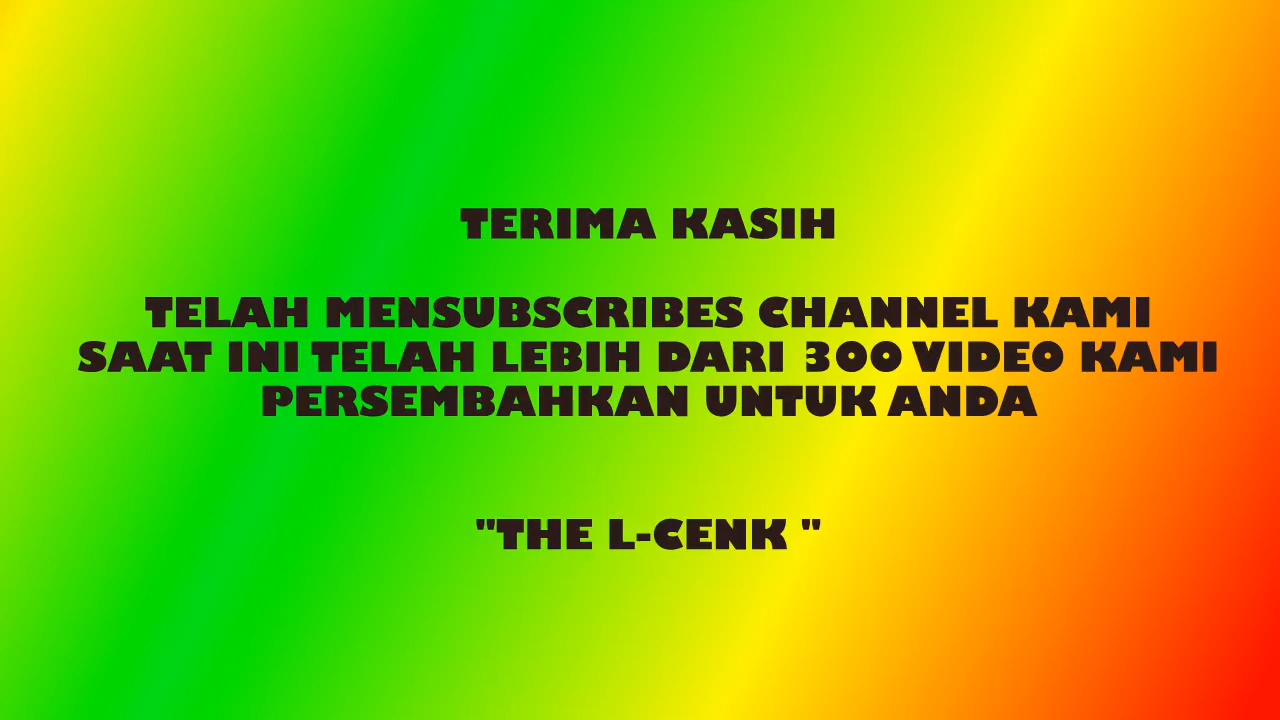 TERIMA KASIH
TELAH MENSUBSCRIBES CHANNEL KAMI
SAAT INI TELAH LEBIH DARI 300 VIDEO KAMI
PERSEMBAHKAN UNTUK ANDA
"THE L-CENK "